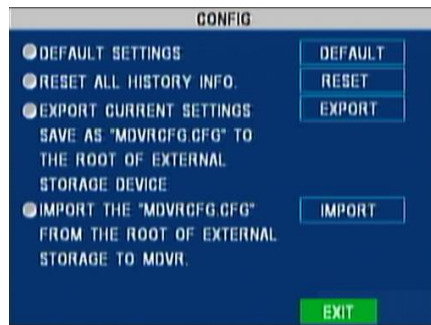 CONFIG
DEFAULT SETTINGS DEFAULT
RESET ALL HISTORY INFO. RESET
EXPORT CURRENT SETTINGS EXPORT
SAVE AS "MDVRCFG.CFG" TO
THE ROOT OF EXTERNAL
STORAGE DEVICE
IMPORT THE "MDVRCFG.CFG" IMPORT
FROM THE ROOT OF EXTERNAL
STORAGE TO MDVR.
EXIT